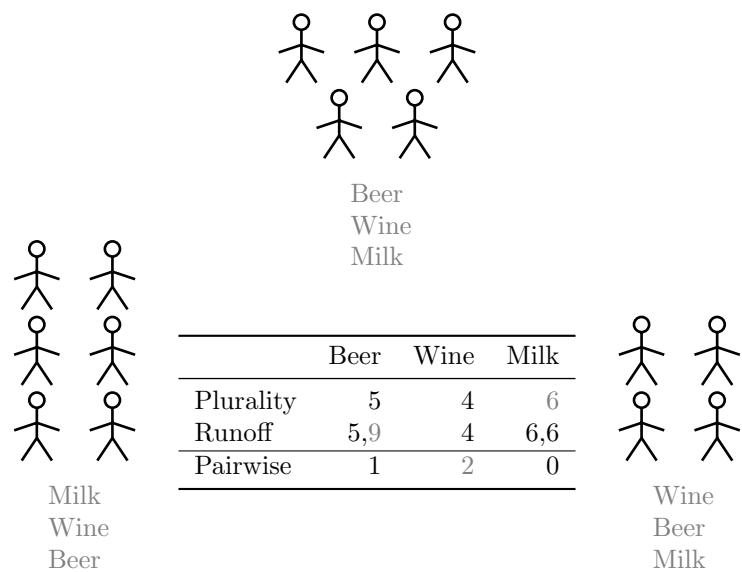 Beer
Wine
Milk
Beer Wine Milk
Plurality 5 4 6
Runoff 5,9 4 6,6
Pairwise 1 2 0
Milk
Wine
Beer
Wine
Beer
Milk